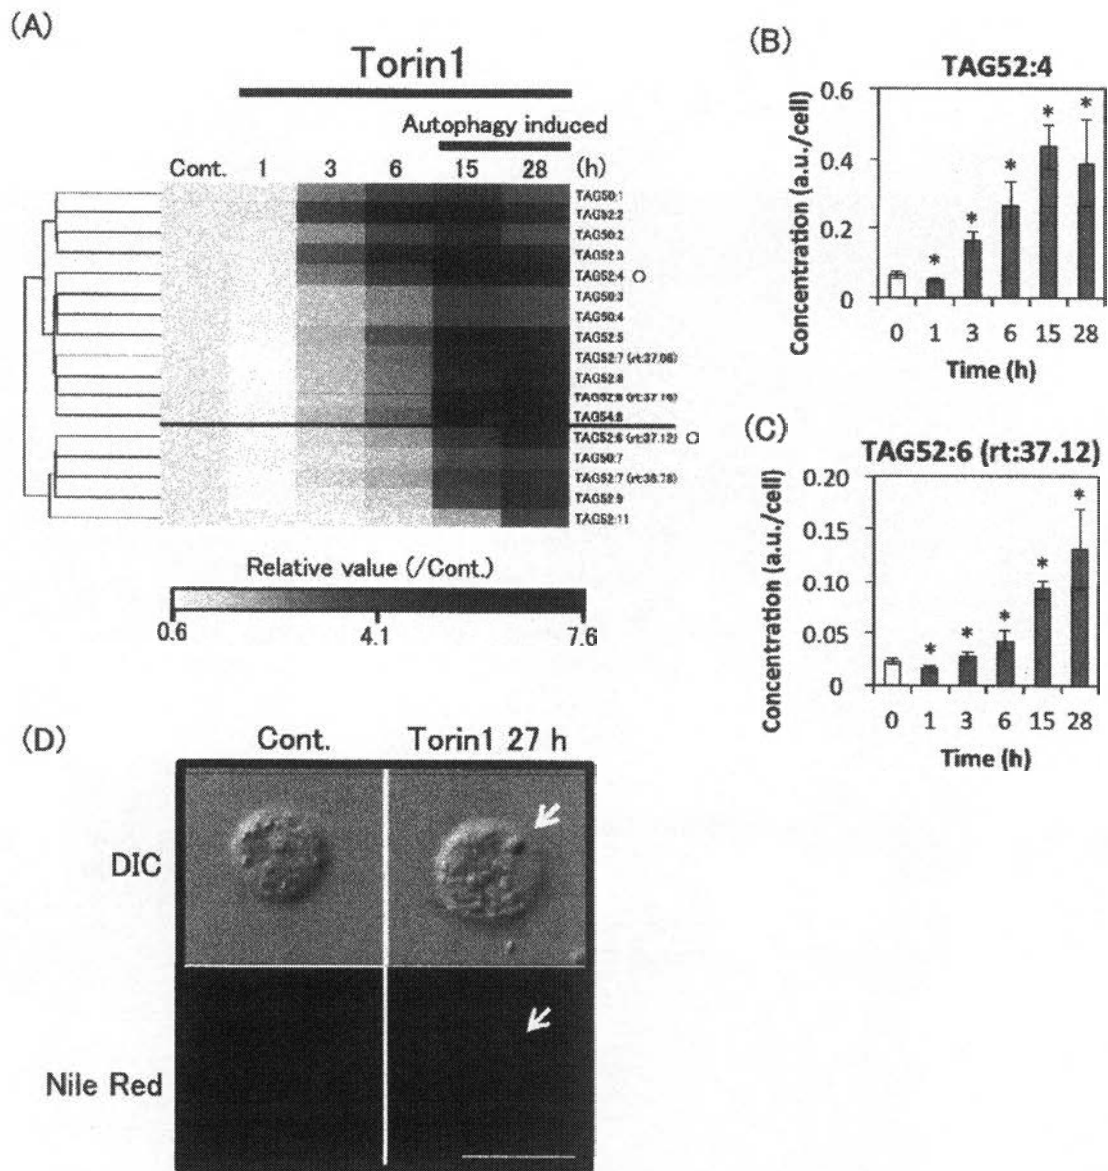 (A)
Torin1
Autophagy induced
Cont. 1 3 6 15 28 (h)
TAG50:1
TAG52:2
TAG50:2
TAG52:3
TAG52:4
TAG50:3
TAG50:4
TAG52:5
TAG52:7 (rt:37.06)
TAG52:8
TAG54:8
TAG52:6 (rt:37.12)
TAG50:7
TAG52:7 (rt:36.78)
TAG52:9
TAG52:11
Relative value (/Cont.)
0.6 4.1 7.6
(B)
TAG52:4
Concentration (a.u./cell)
0.6
0.4
0.2
0
0 1 3 6 15 28
* * * * *
Time (h)
(C)
TAG52:6 (rt:37.12)
Concentration (a.u./cell)
0.20
0.15
0.10
0.05
0
0 1 3 6 15 28
* * * * *
Time (h)
(D)
Cont. Torin1 27 h
DIC
Nile Red